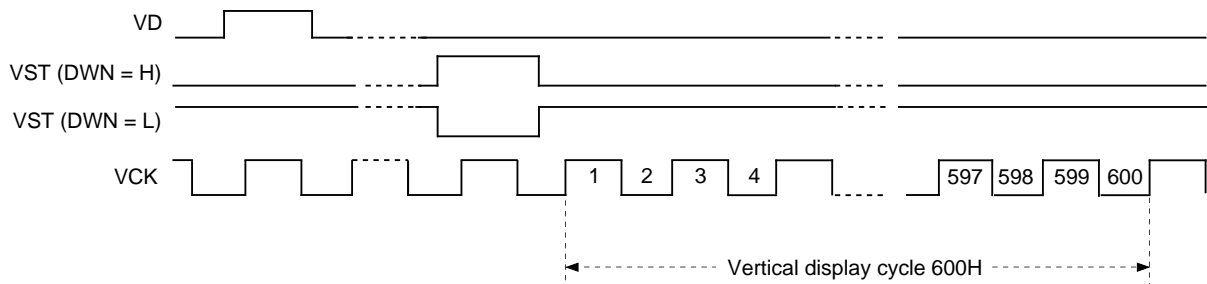 VD
VST (DWN = H)
VST (DWN = L)
VCK 1 2 3 4 597 598 599 600
Vertical display cycle 600H